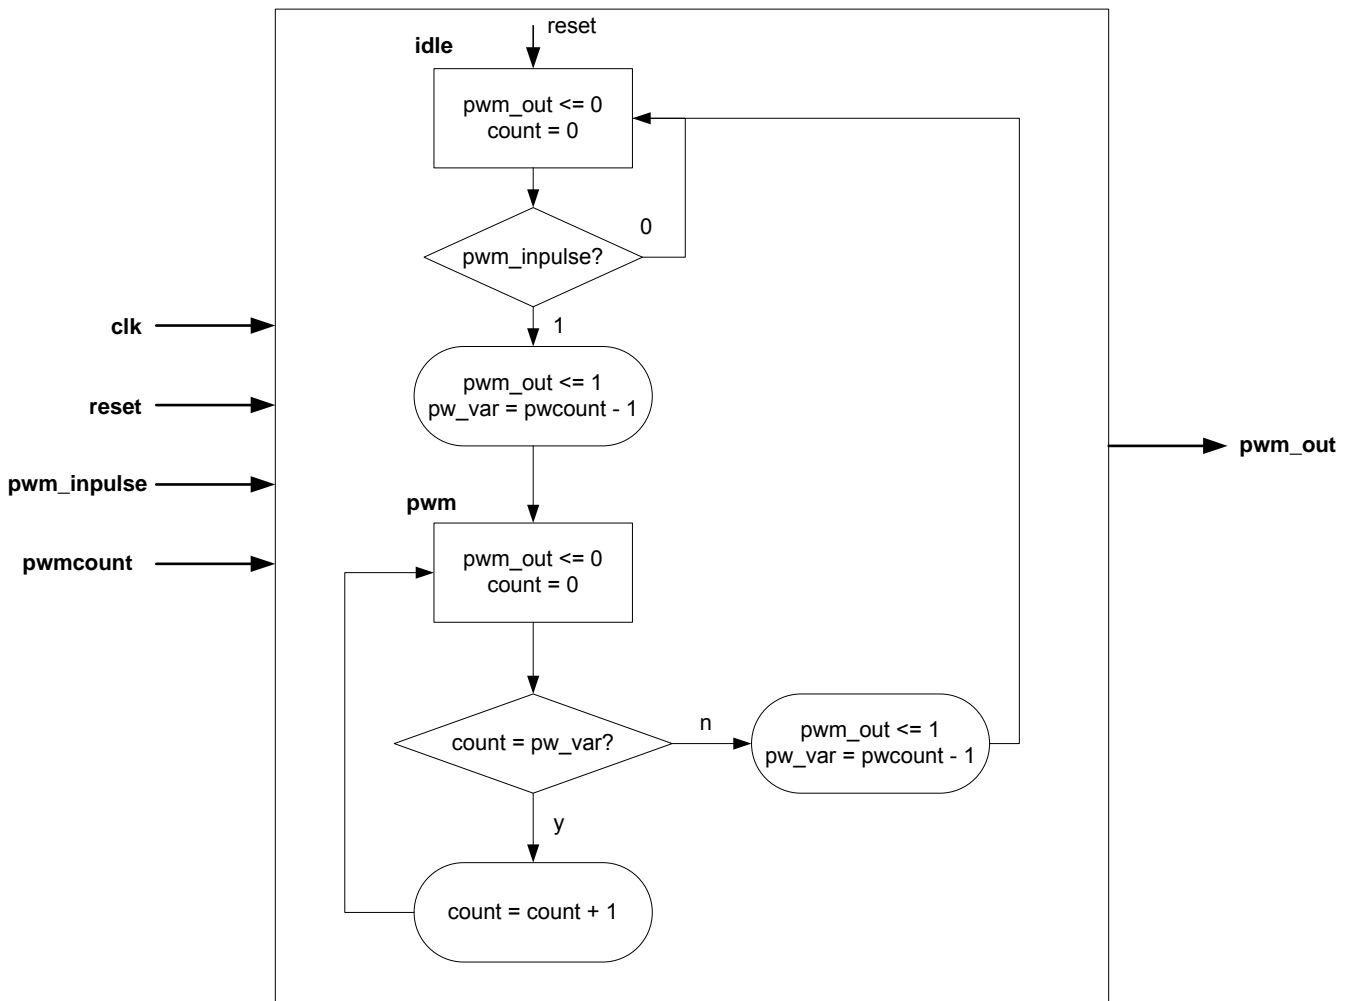 reset
idle
pwm_out <= 0
count = 0
0
pwm_inpulse?
1
pwm_out <= 1
pw_var = pwcount - 1
pwm
pwm_out <= 0
count = 0
count = pw_var?
n
pwm_out <= 1
pw_var = pwcount - 1
y
count = count + 1
clk
reset
pwm_inpulse
pwmcount
pwm_out